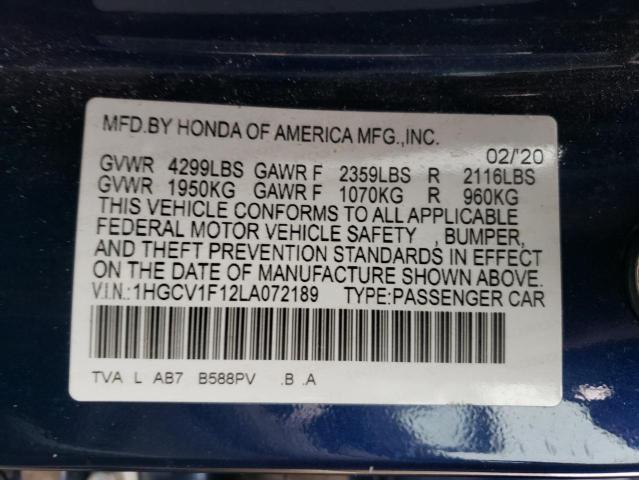 MFD.BY HONDA OF AMERICA MFG.,INC.
02/'20
GVWR 4299LBS GAWR F 2359LBS R 2116LBS
GVWR 1950KG GAWR F 1070KG R 960KG
THIS VEHICLE CONFORMS TO ALL APPLICABLE
FEDERAL MOTOR VEHICLE SAFETY , BUMPER,
AND THEFT PREVENTION STANDARDS IN EFFECT
ON THE DATE OF MANUFACTURE SHOWN ABOVE.
V.I.N.:1HGCV1F12LA072189 TYPE:PASSENGER CAR
TVA L AB7 B588PV .B .A